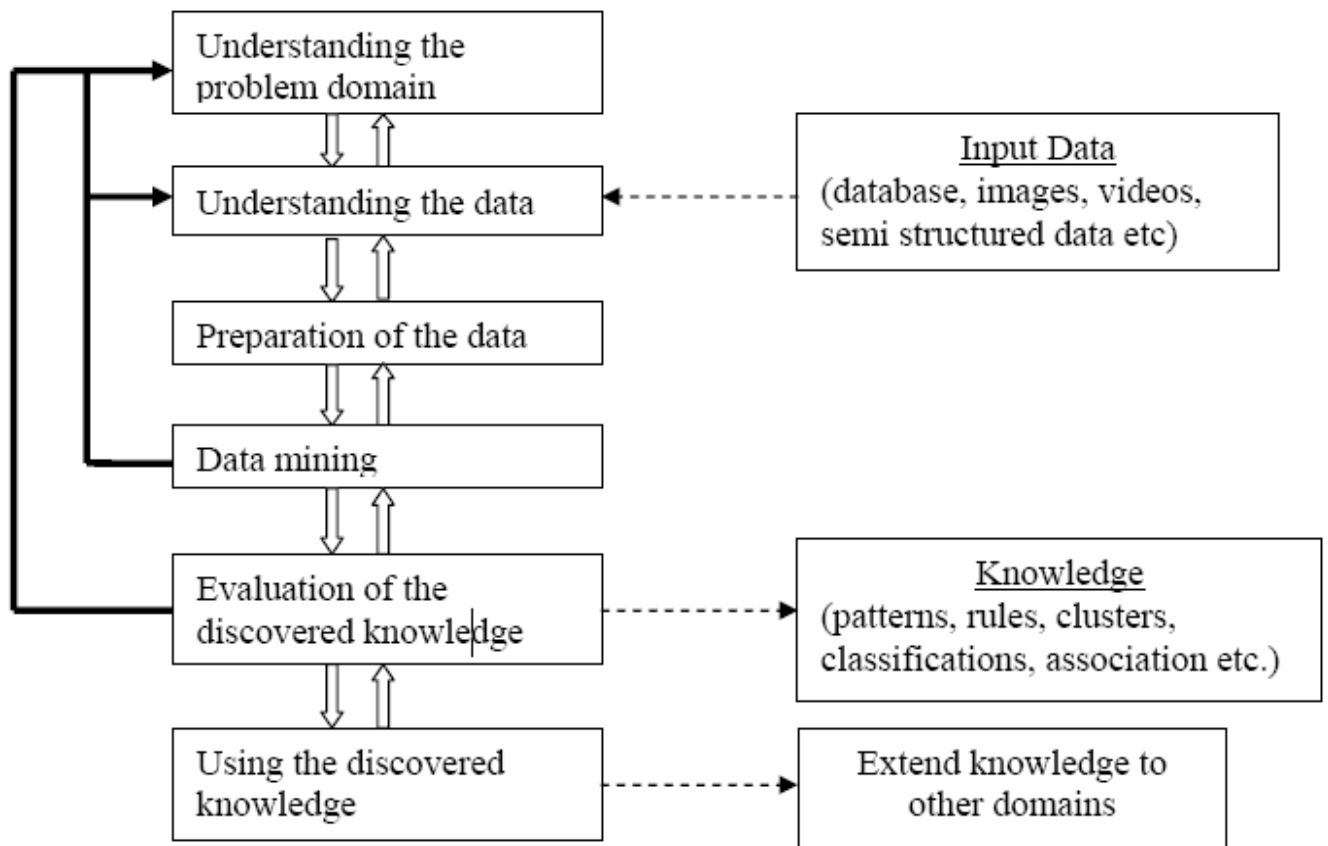 Understanding the
problem domain
Understanding the data
Input Data
(database, images, videos,
semi structured data etc)
Preparation of the data
Data mining
Evaluation of the
discovered knowledge
Knowledge
(patterns, rules, clusters,
classifications, association etc.)
Using the discovered
knowledge
Extend knowledge to
other domains